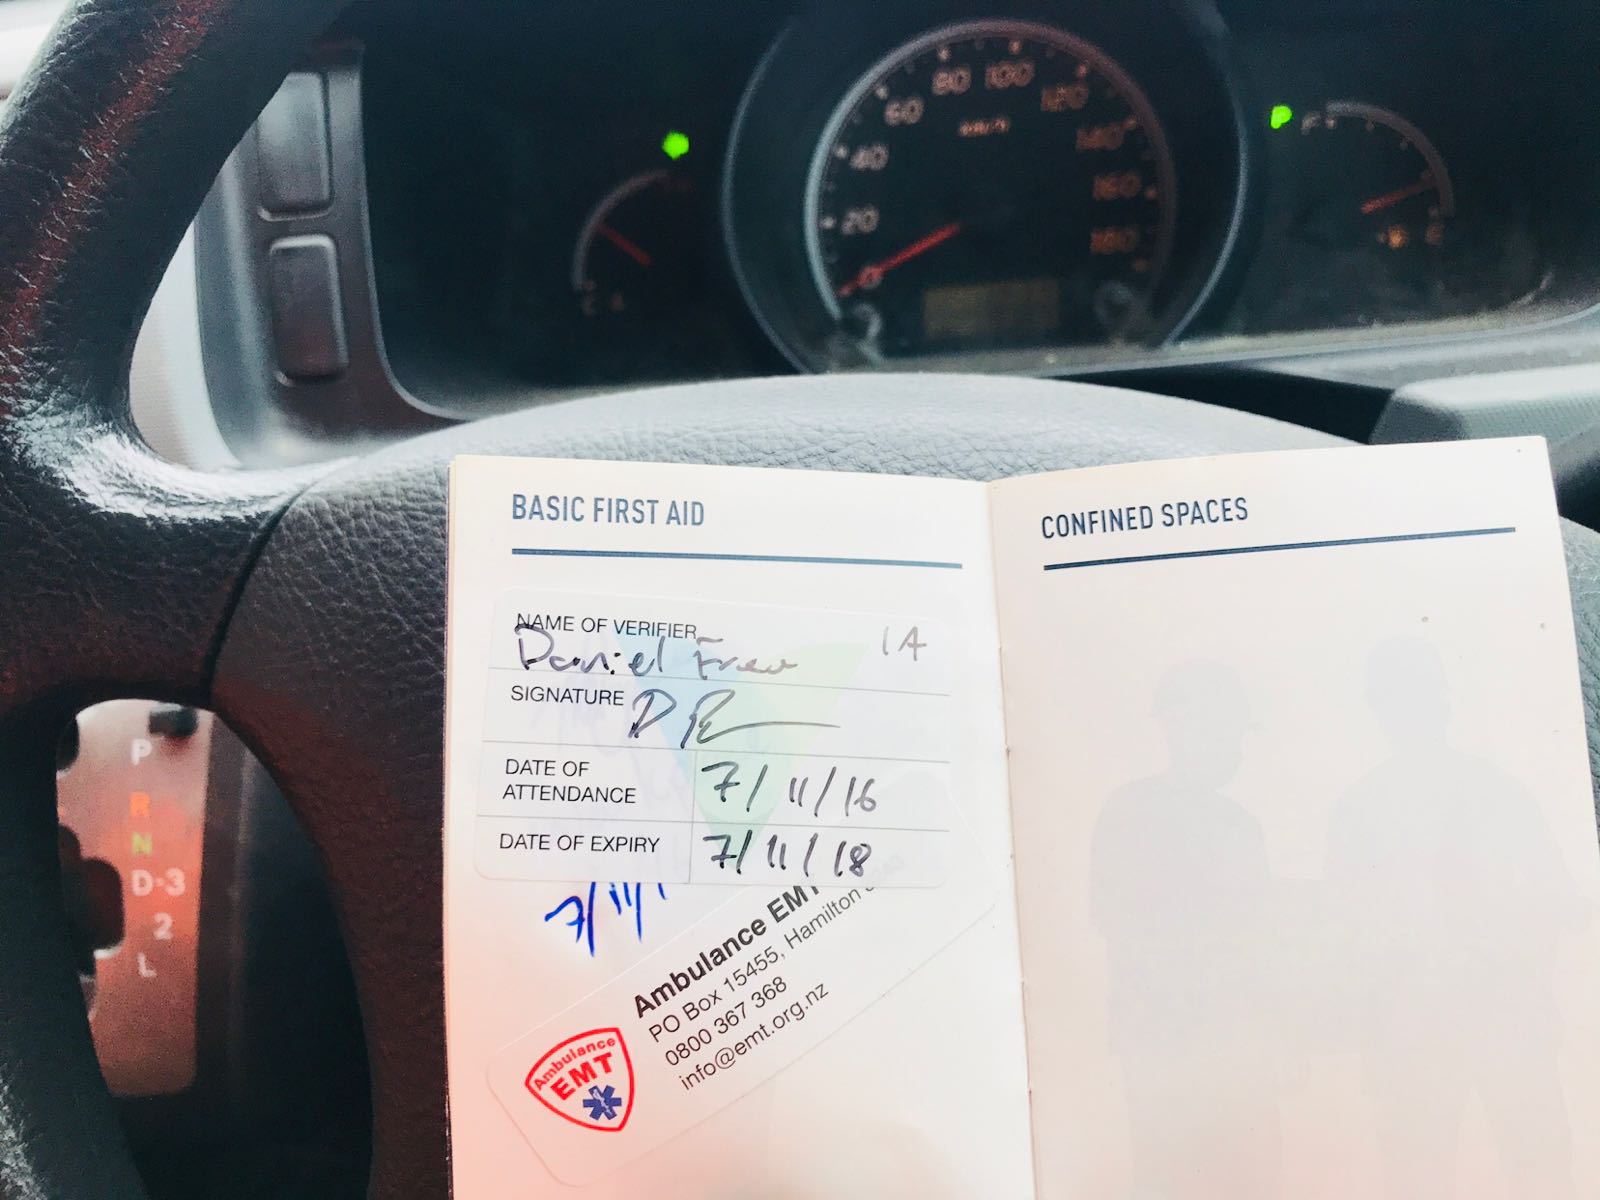 80 100
60
120
km/h
40
140
160
20
180
0
P
F
C
E
P
R
N
D·3
2
L
BASIC FIRST AID
NAME OF VERIFIER
Daniel 1A
SIGNATURE
DATE OF ATTENDANCE 7/11/16
DATE OF EXPIRY 7/11/18
7/11/1
Ambulance EMT
PO Box 15455, Hamilton
0800 367 368
info@emt.org.nz
Ambulance
EMT
CONFINED SPACES